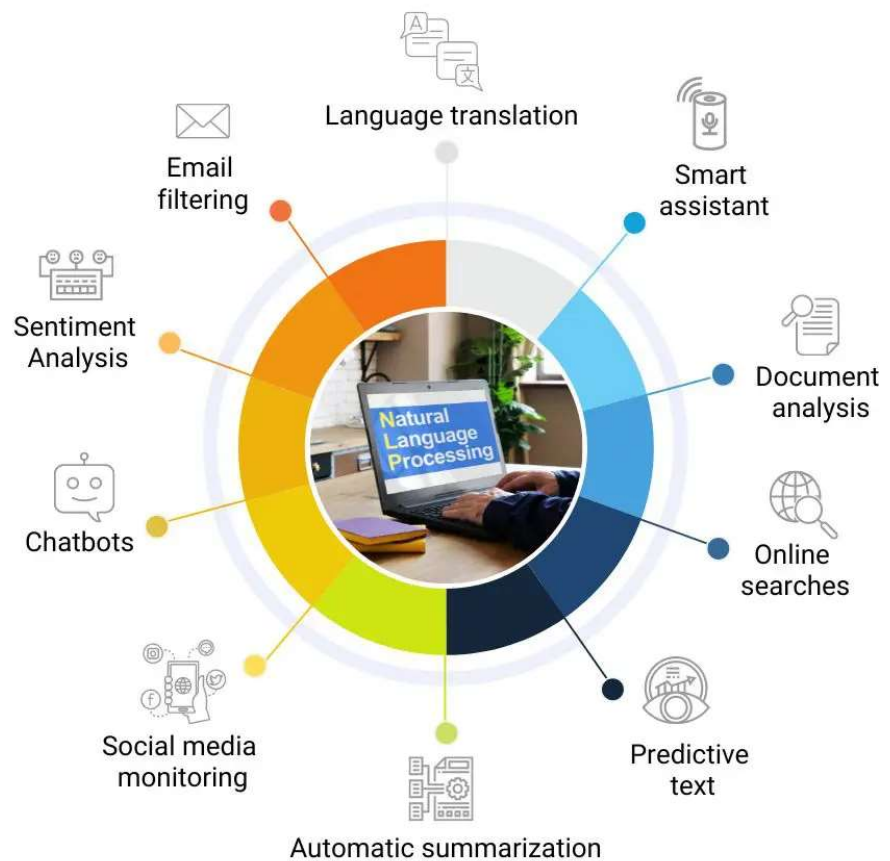 A
文
Language translation
Smart
assistant
Email
filtering
Sentiment
Analysis
Document
analysis
Natural
Language
Processing
Chatbots
Online
searches
Social media
monitoring
Predictive
text
Automatic summarization